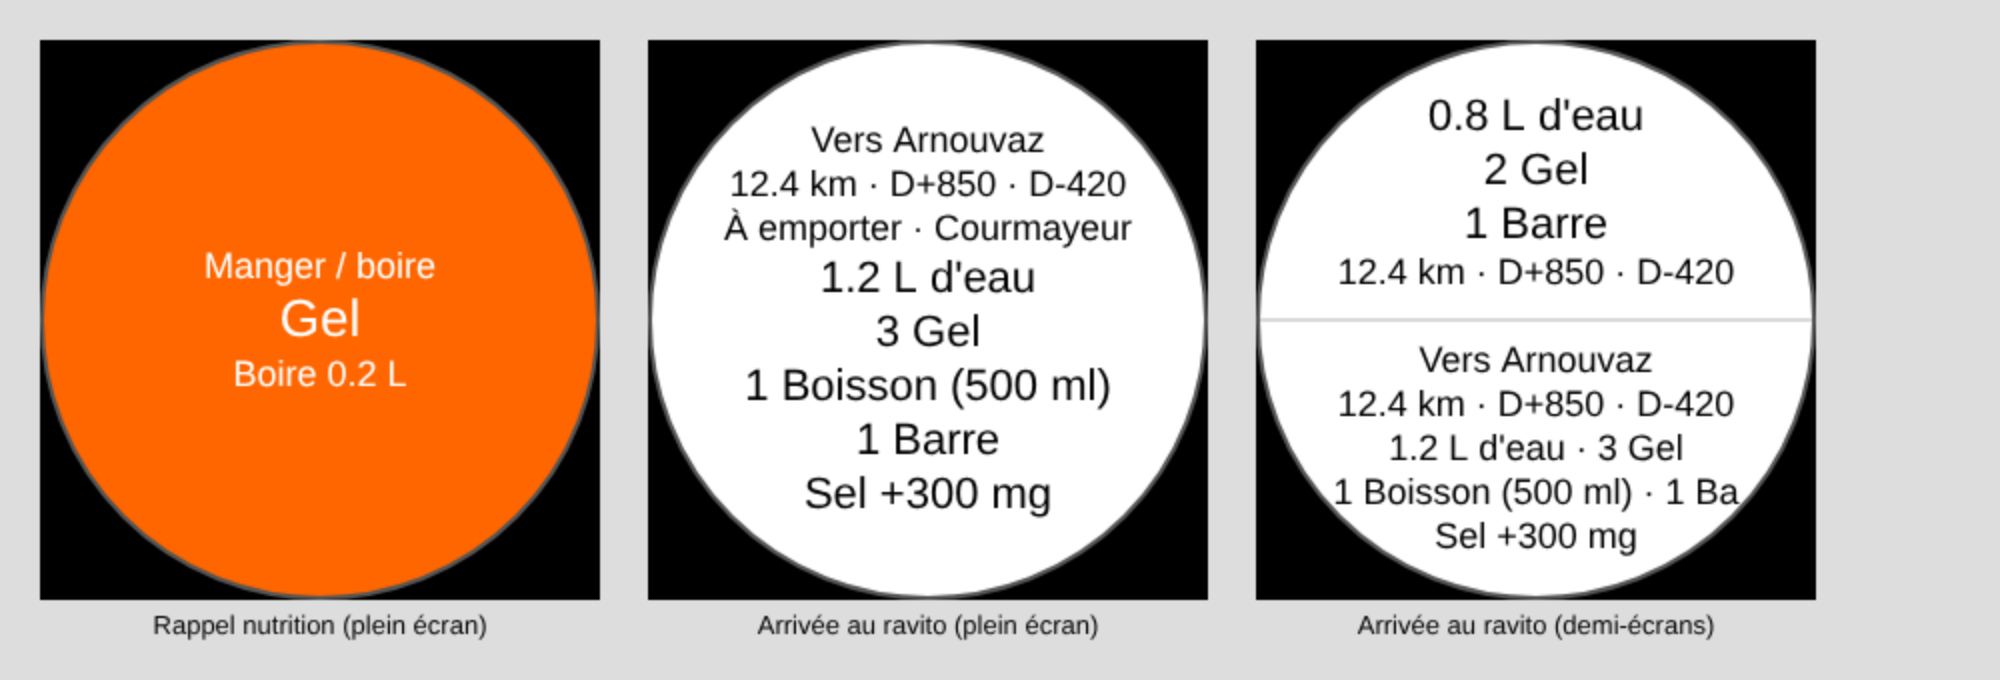 Manger / boire
Gel
Boire 0.2 L
Rappel nutrition (plein écran)
Vers Arnouvaz
12.4 km · D+850 · D-420
À emporter · Courmayeur
1.2 L d'eau
3 Gel
1 Boisson (500 ml)
1 Barre
Sel +300 mg
Arrivée au ravito (plein écran)
0.8 L d'eau
2 Gel
1 Barre
12.4 km · D+850 · D-420
Vers Arnouvaz
12.4 km · D+850 · D-420
1.2 L d'eau · 3 Gel
1 Boisson (500 ml) · 1 Ba
Sel +300 mg
Arrivée au ravito (demi-écrans)